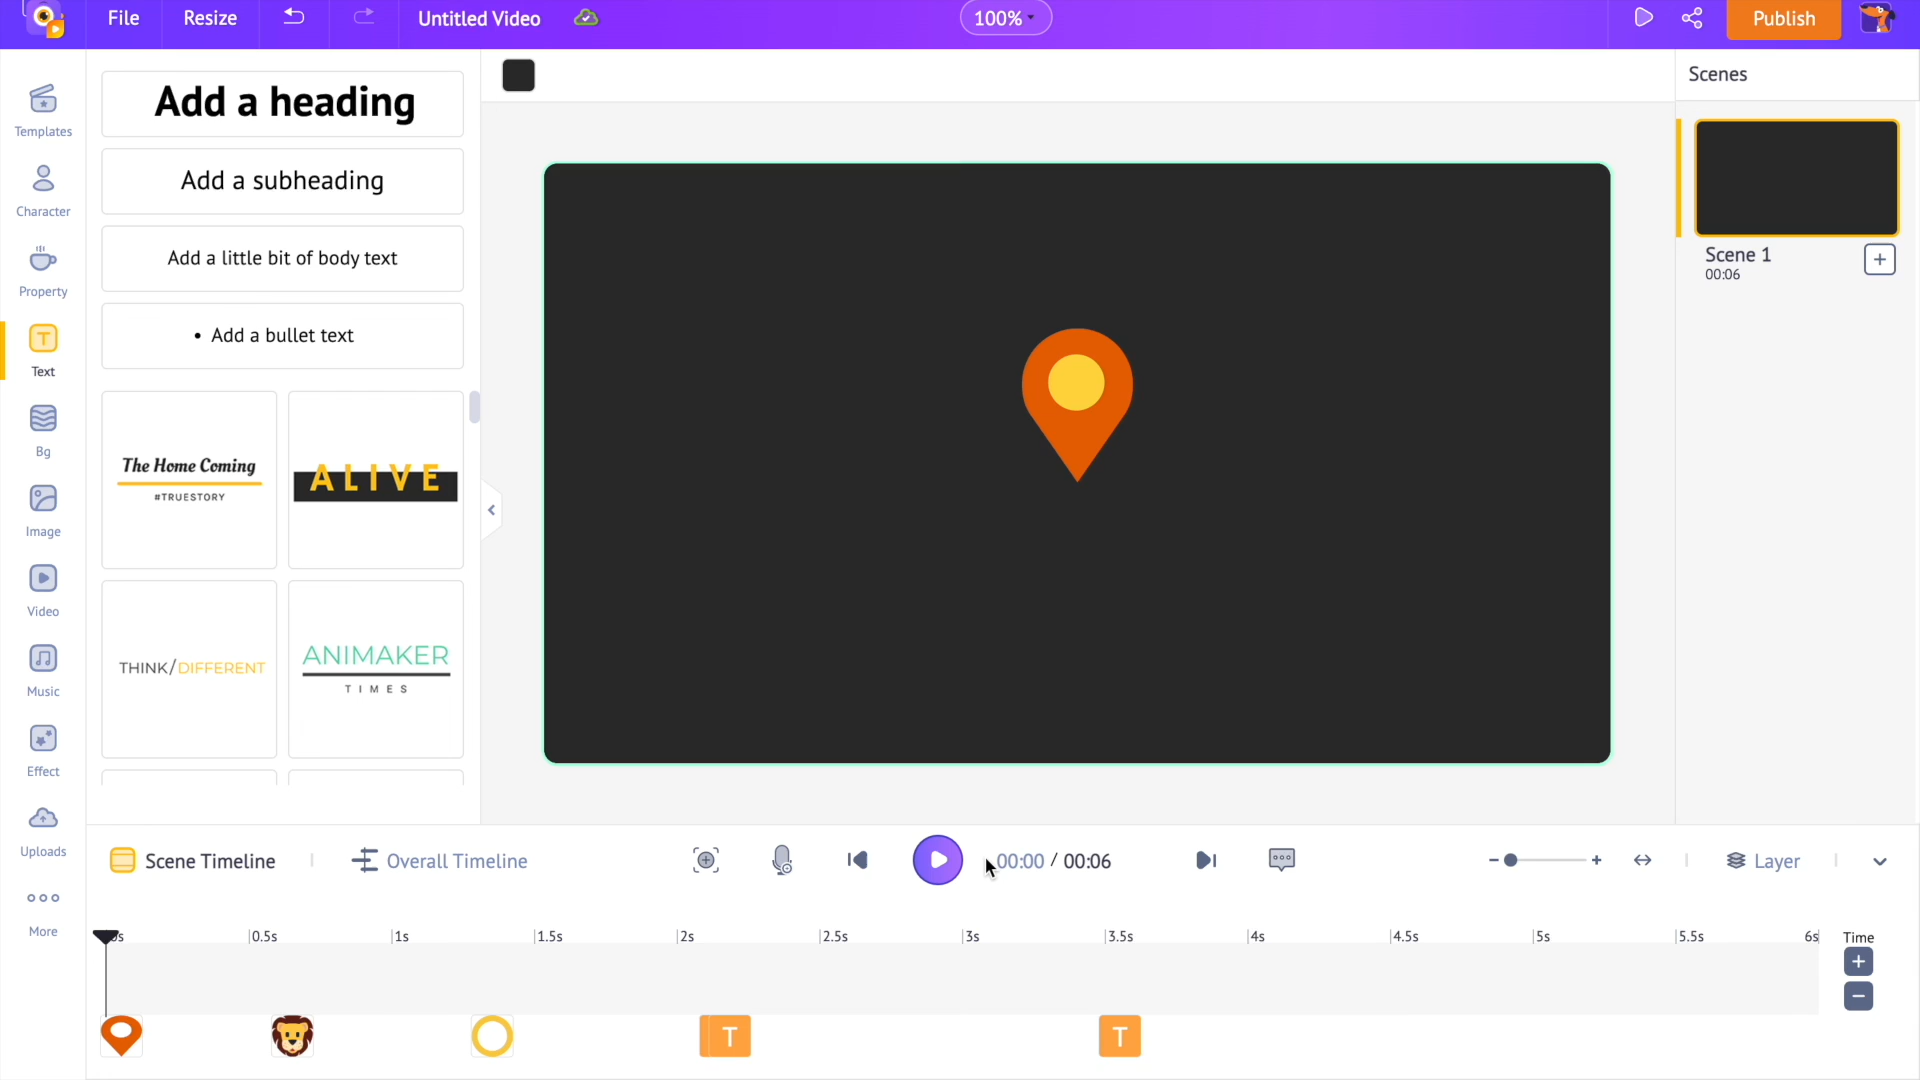 File
Resize
Untitled Video
100%
Publish
Templates
Character
Property
Text
Bg
Image
Video
Music
Effect
Uploads
More
Add a heading
Add a subheading
Add a little bit of body text
• Add a bullet text
The Home Coming
#TRUESTORY
ALIVE
THINK/DIFFERENT
ANIMAKER
TIMES
Scenes
Scene 1
00:06
Scene Timeline
Overall Timeline
00:00 / 00:06
Layer
0.5s
1s
1.5s
2s
2.5s
3s
3.5s
4s
4.5s
5s
5.5s
6s
Time
T
T